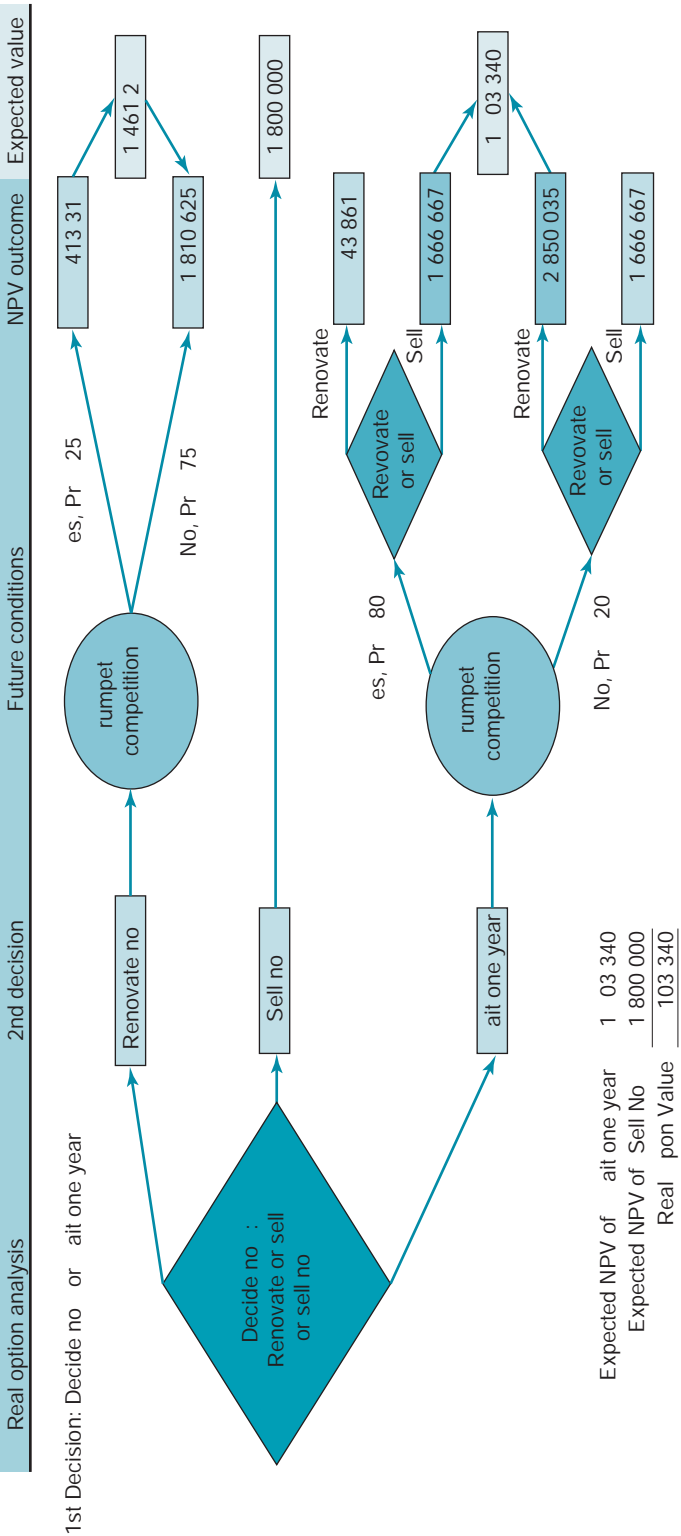 Real option analysis 2nd decision Future conditions NPV outcome Expected value
1st Decision: Decide no or ait one year
Decide no :
Renovate or sell
or sell no
Renovate no
rumpet
competition
es, Pr 25
No, Pr 75
413 31
1 810 625
1 461 2
Sell no
1 800 000
ait one year
rumpet
competition
es, Pr 80
No, Pr 20
Revovate
or sell
Renovate
43 861
Sell
1 666 667
Revovate
or sell
Renovate
2 850 035
Sell
1 666 667
1 03 340
Expected NPV of ait one year 1 03 340
Expected NPV of Sell No 1 800 000
Real pon Value 103 340